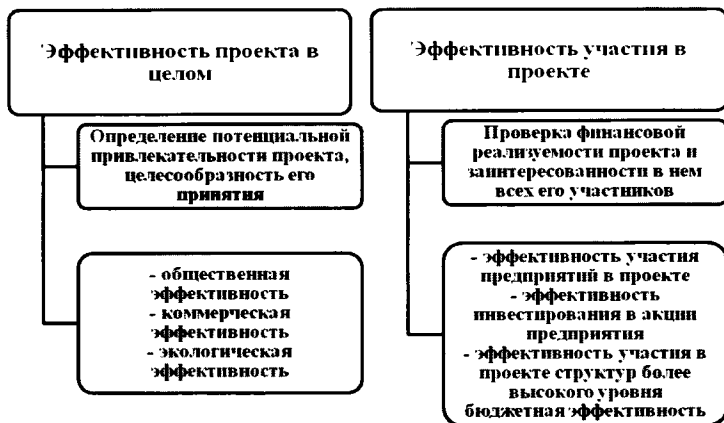 Эффективность проекта в
целом
Определение потенциальной
привлекательности проекта,
целесообразность его
принятия
- общественная
эффективность
- коммерческая
эффективность
- экологическая
эффективность
Эффективность участия в
проекте
Проверка финансовой
реализуемости проекта и
заинтересованности в нем
всех его участников
- эффективность участия
предприятий в проекте
- эффективность
инвестирования в акции
предприятия
- эффективность участия в
проекте структур более
высокого уровня
бюджетная эффективность